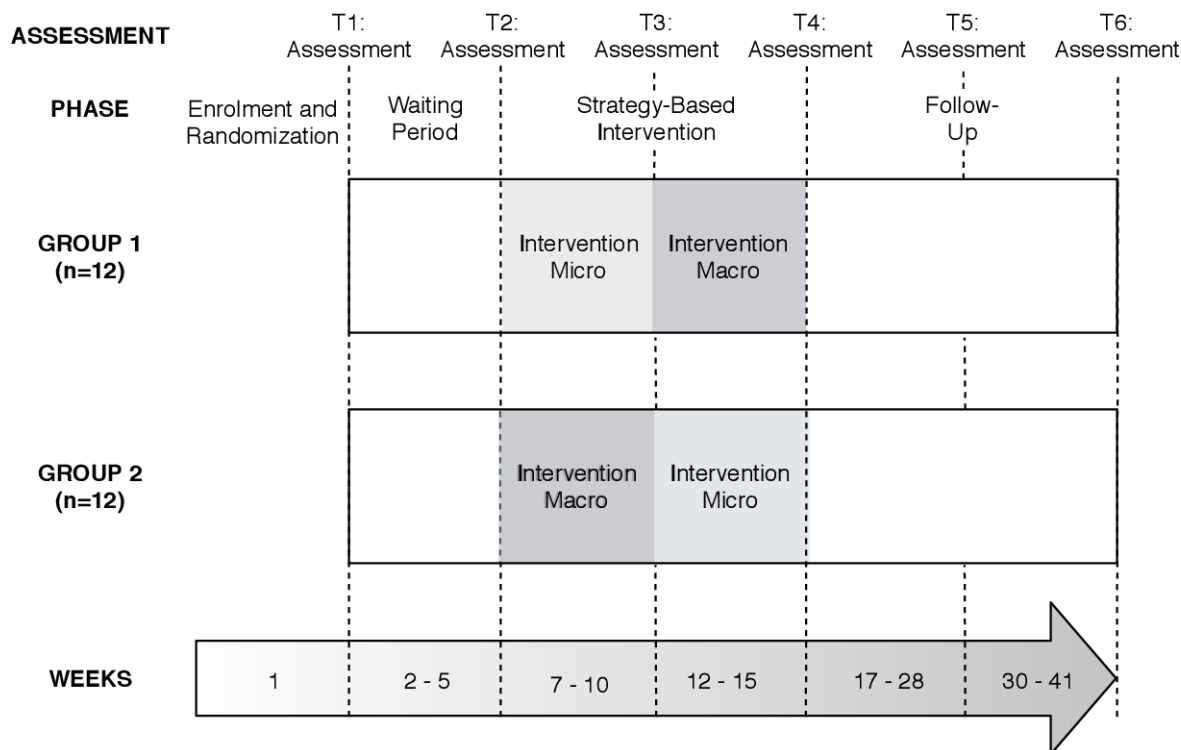 ASSESSMENT
T1:
Assessment
T2:
Assessment
T3:
Assessment
T4:
Assessment
T5:
Assessment
T6:
Assessment
PHASE
Enrolment and
Randomization
Waiting
Period
Strategy-Based
Intervention
Follow-
Up
GROUP 1
(n=12)
Intervention
Micro
Intervention
Macro
GROUP 2
(n=12)
Intervention
Macro
Intervention
Micro
WEEKS
1
2 - 5
7 - 10
12 - 15
17 - 28
30 - 41